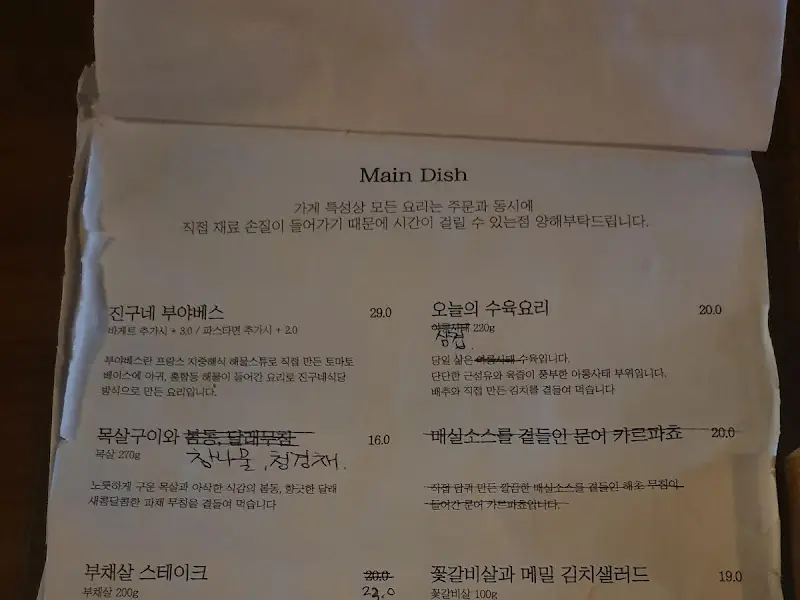 Main Dish
가게 특성상 모든 요리는 주문과 동시에
직접 재료 손질이 들어가기 때문에 시간이 걸릴 수 있는점 양해부탁드립니다.
진구네 부야베스 29.0
바게트 추가시 + 3.0 / 파스타면 추가시 + 2.0
부야베스란 프랑스 지중해식 해물스튜로 직접 만든 토마토
베이스에 아귀, 홍합등 해물이 들어간 요리로 진구네식당
방식으로 만든 요리입니다.
오늘의 수육요리 20.0
아롱사태 220g
삼겹.
당일 삶은 아롱사태 수육입니다.
단단한 근섬유와 육즙이 풍부한 아롱사태 부위입니다.
배추와 직접 만든 김치를 곁들여 먹습니다
목살구이와 봄동, 달래무침 16.0
목살 270g
참나물, 청경채.
노릇하게 구운 목살과 아삭한 식감의 봄동, 향긋한 달래
새콤달콤한 파채 무침을 곁들여 먹습니다
매실소스를 곁들인 문어 카르파쵸 20.0
직접 담궈 만든 깔끔한 매실소스를 곁들인 해초 무침이
들어간 문어 카르파쵸입니다.
부채살 스테이크 20.0
부채살 200g 22.0
꽃갈비살과 메밀 김치샐러드 19.0
꽃갈비살 100g